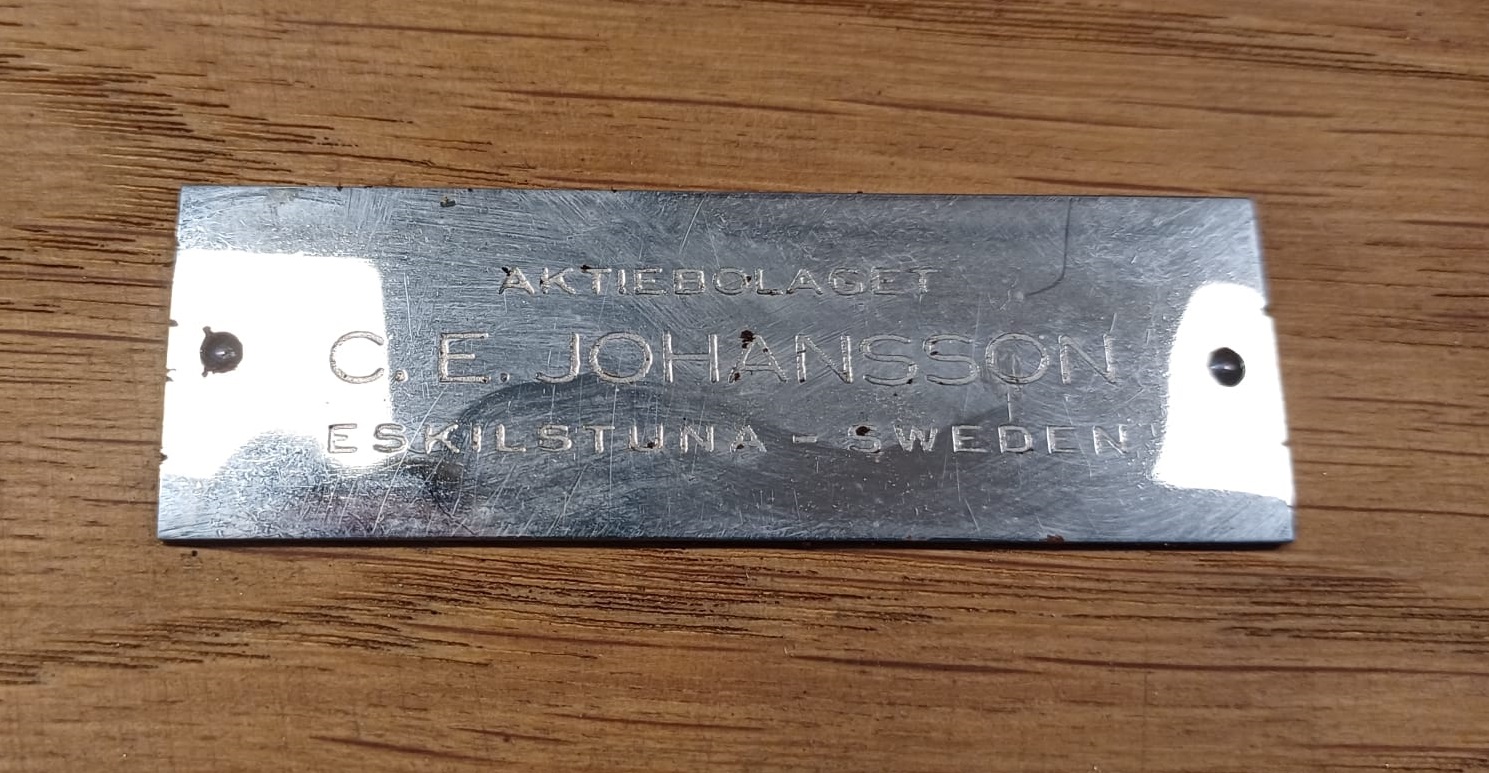 AKTIEBOLAGET
C. E. JOHANSSON
ESKILSTUNA - SWEDEN